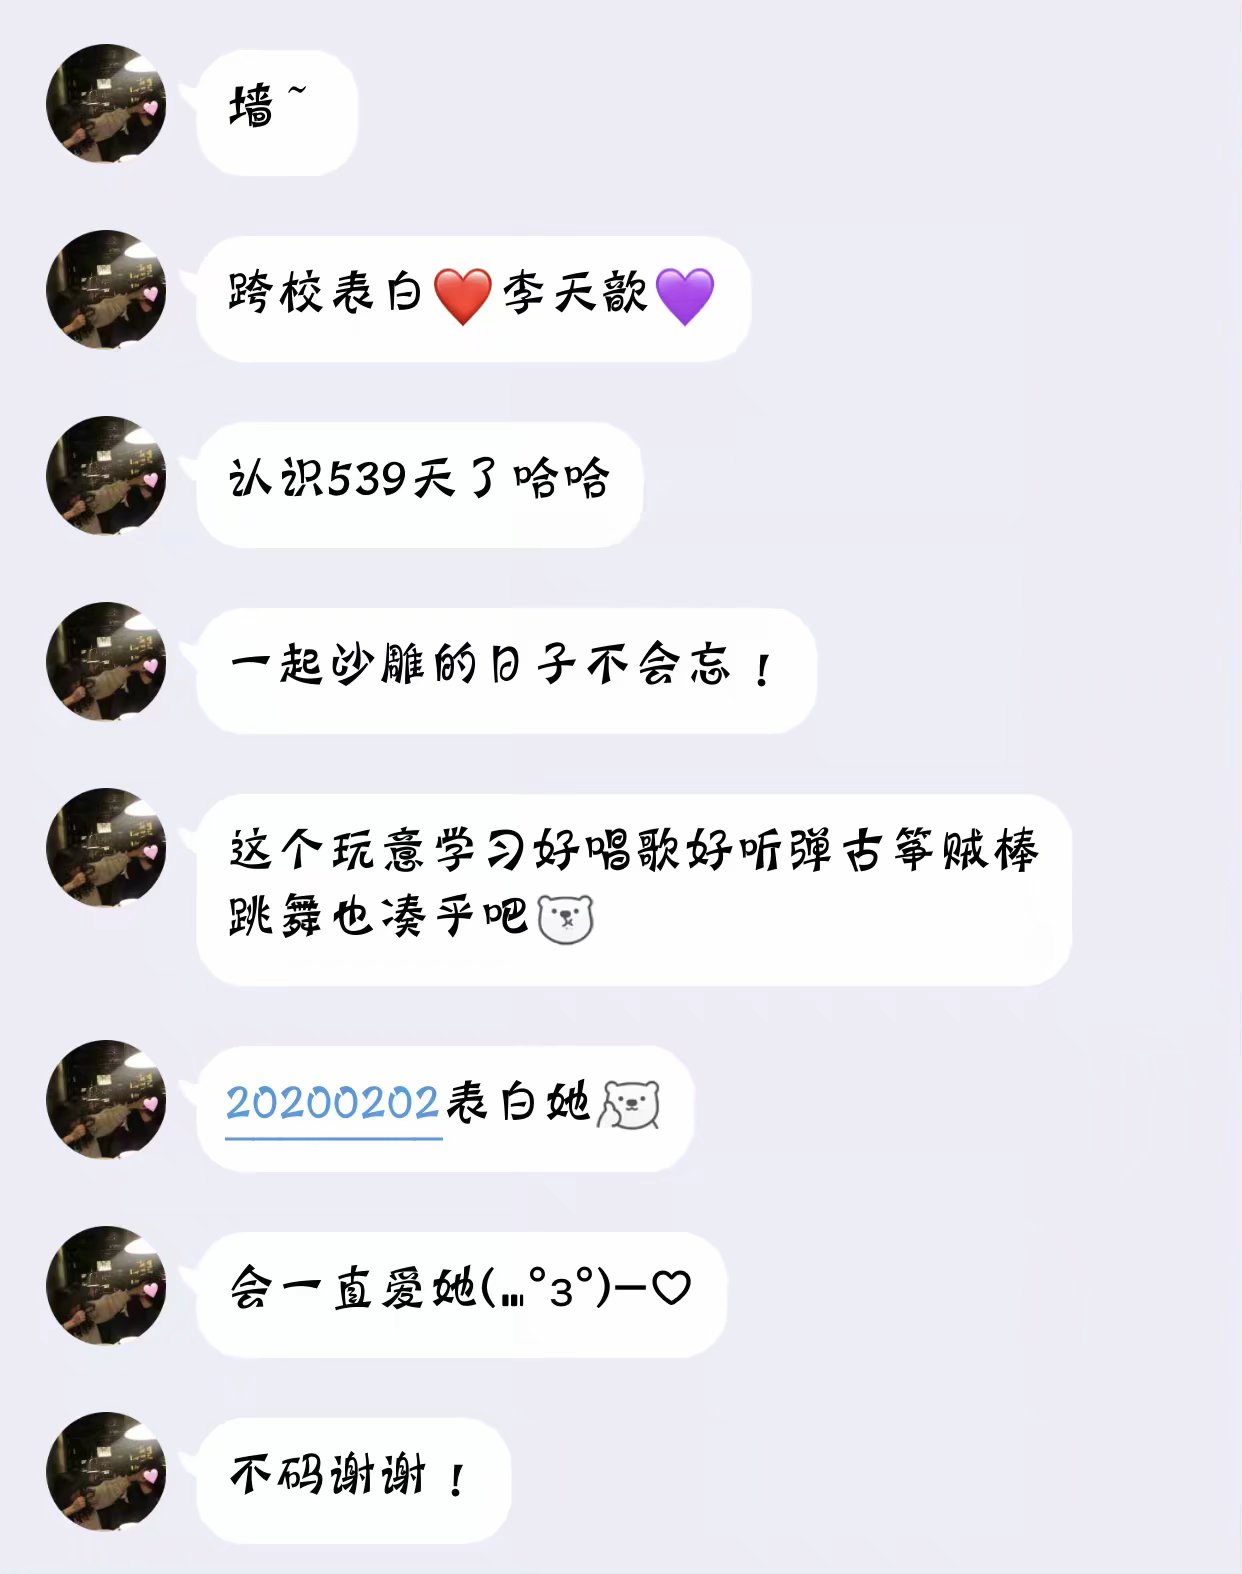 墙~
跨校表白❤️李天歆💜
认识539天了哈哈
一起沙雕的日子不会忘！
这个玩意学习好唱歌好听弹古筝贼棒
跳舞也凑乎吧
20200202表白她
会一直爱她(…°з°)—♡
不码谢谢！